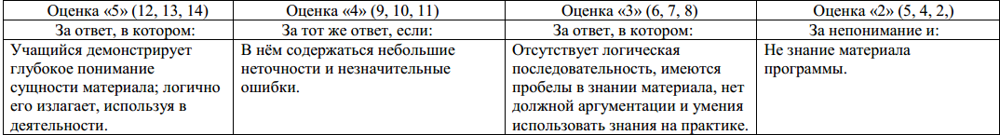 Оценка «5» (12, 13, 14)
Оценка «4» (9, 10, 11)
Оценка «3» (6, 7, 8)
Оценка «2» (5, 4, 2,)
За ответ, в котором:
За тот же ответ, если:
За ответ, в котором:
За непонимание и:
Учащийся демонстрирует
глубокое понимание
сущности материала; логично
его излагает, используя в
деятельности.
В нём содержаться небольшие
неточности и незначительные
ошибки.
Отсутствует логическая
последовательность, имеются
пробелы в знании материала, нет
должной аргументации и умения
использовать знания на практике.
Не знание материала
программы.